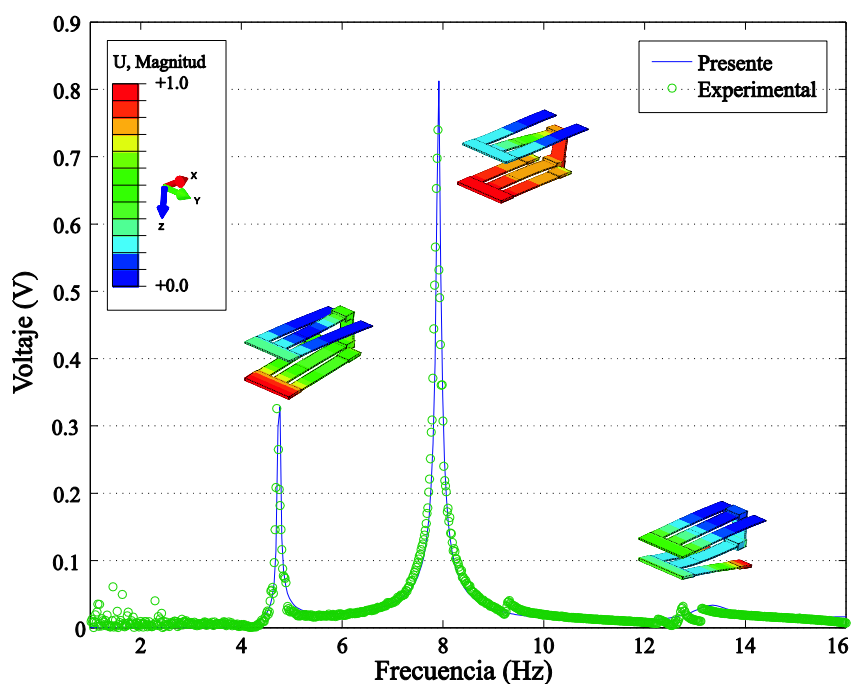 0.9
0.8
0.7
0.6
0.5
0.4
0.3
0.2
0.1
0
Voltaje (V)
U, Magnitud
+1.0
+0.0
X
Y
Z
Presente
Experimental
2 4 6 8 10 12 14 16
Frecuencia (Hz)